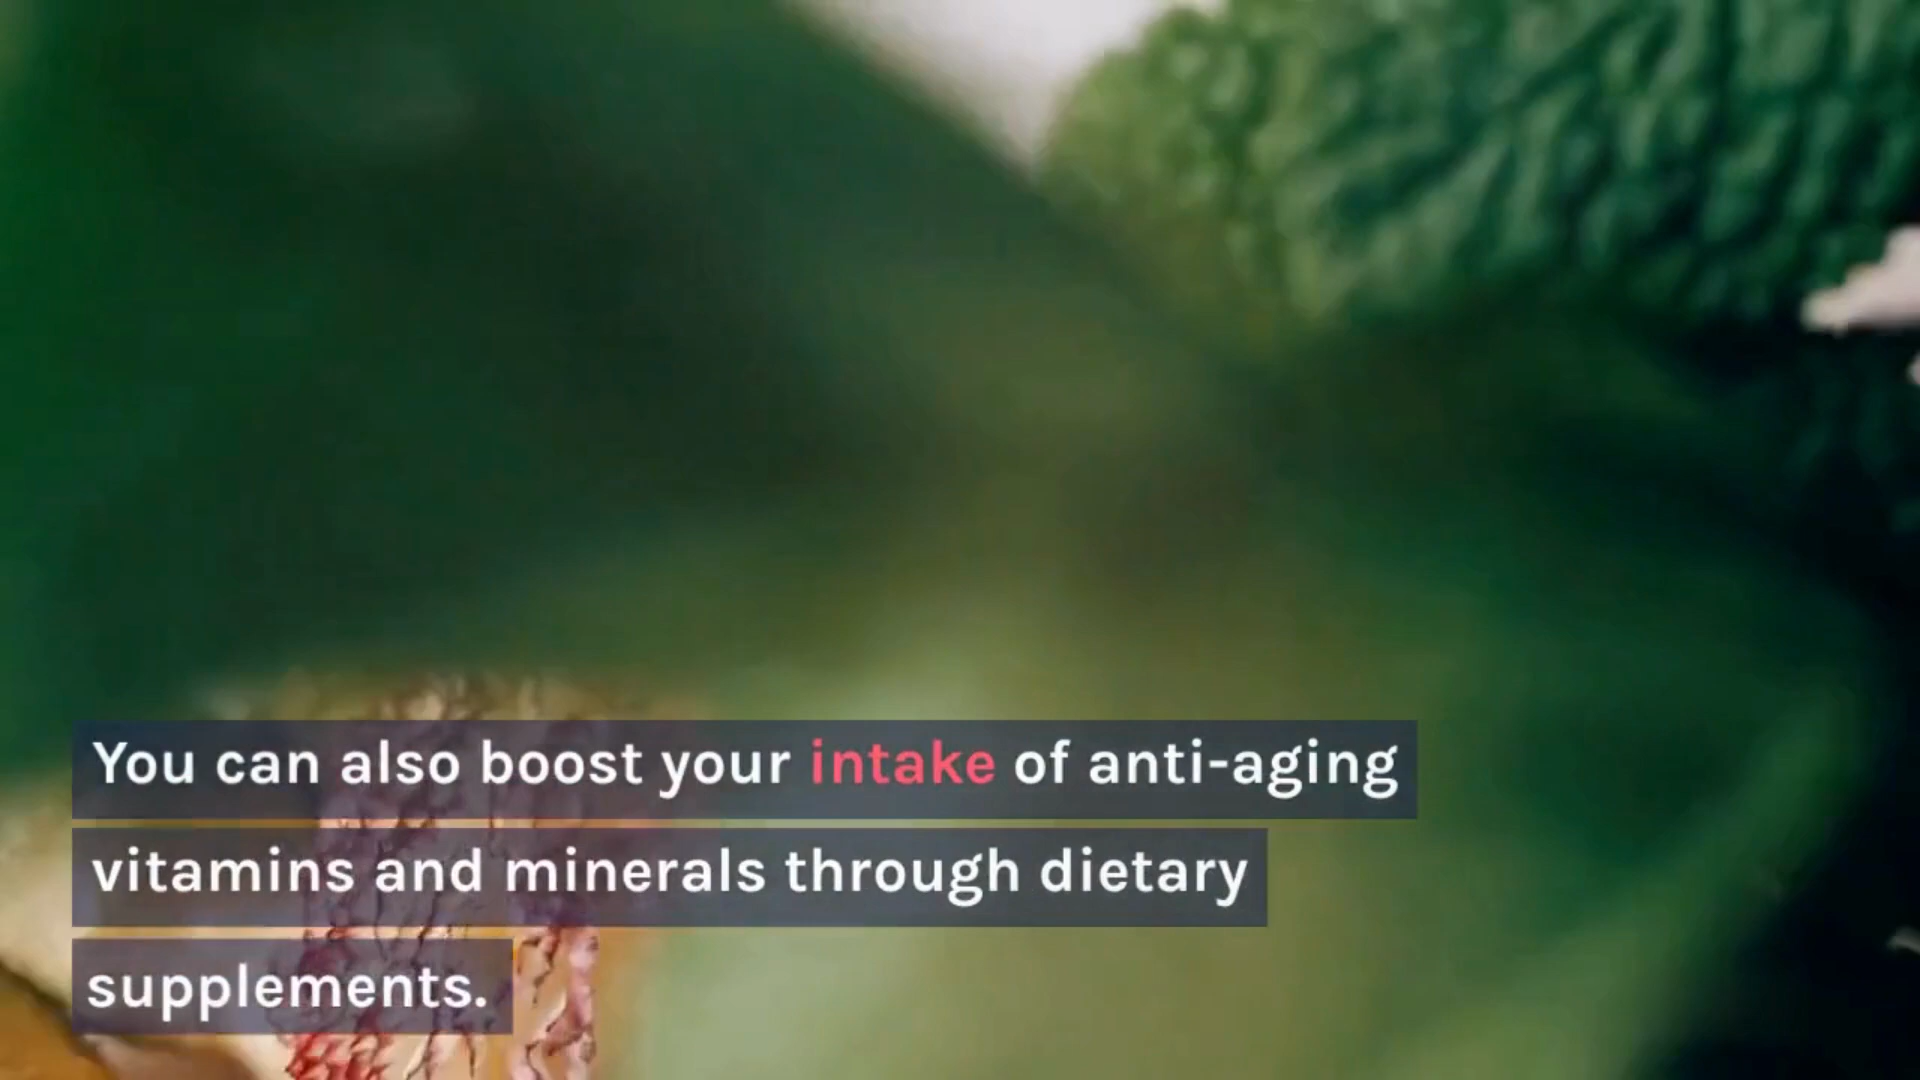 You can also boost your intake of anti-aging
vitamins and minerals through dietary
supplements.